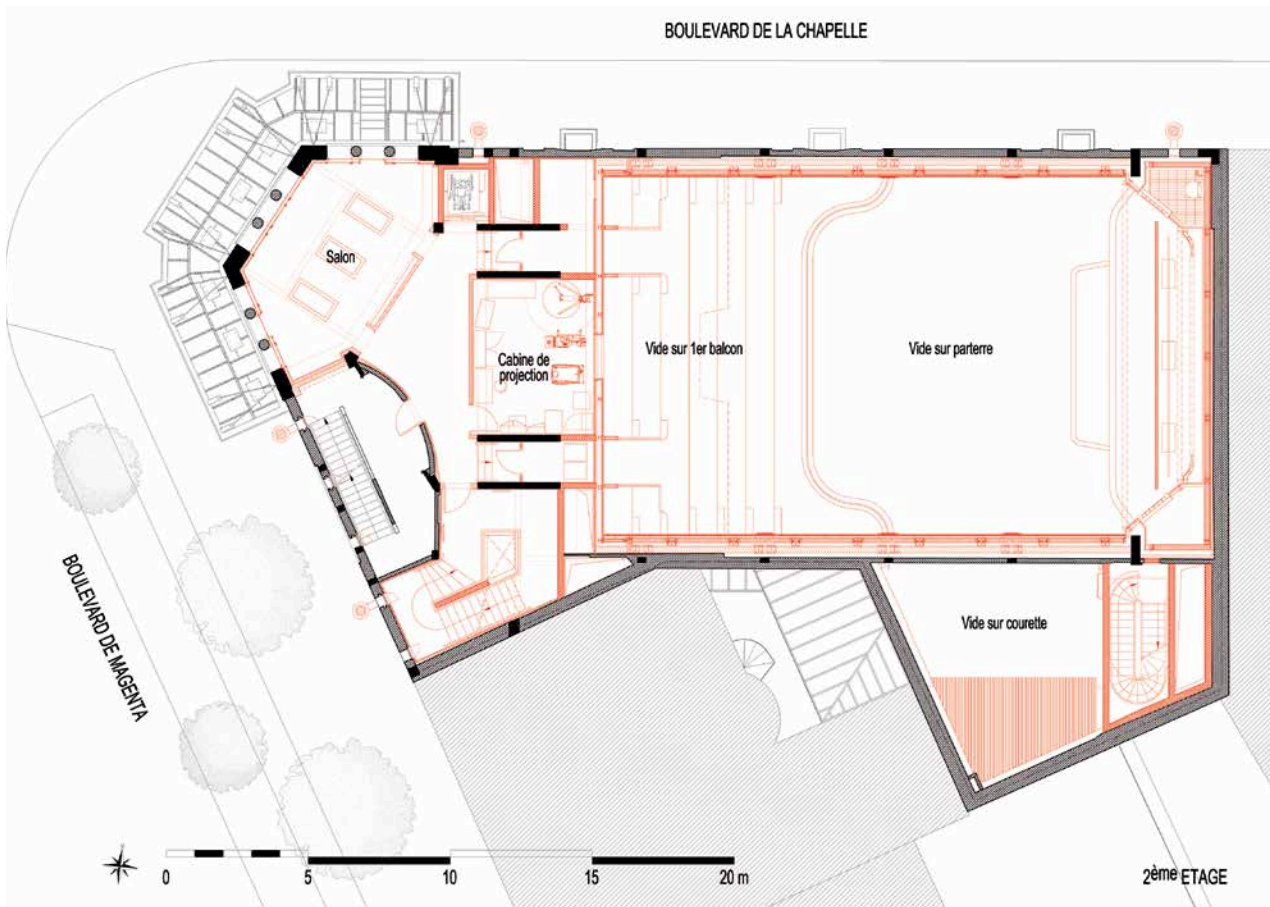 BOULEVARD DE LA CHAPELLE
Salon
Cabine de
projection
Vide sur 1er balcon
Vide sur parterre
Vide sur courette
BOULEVARD DE MAGENTA
0 5 10 15 20 m
2ème ETAGE